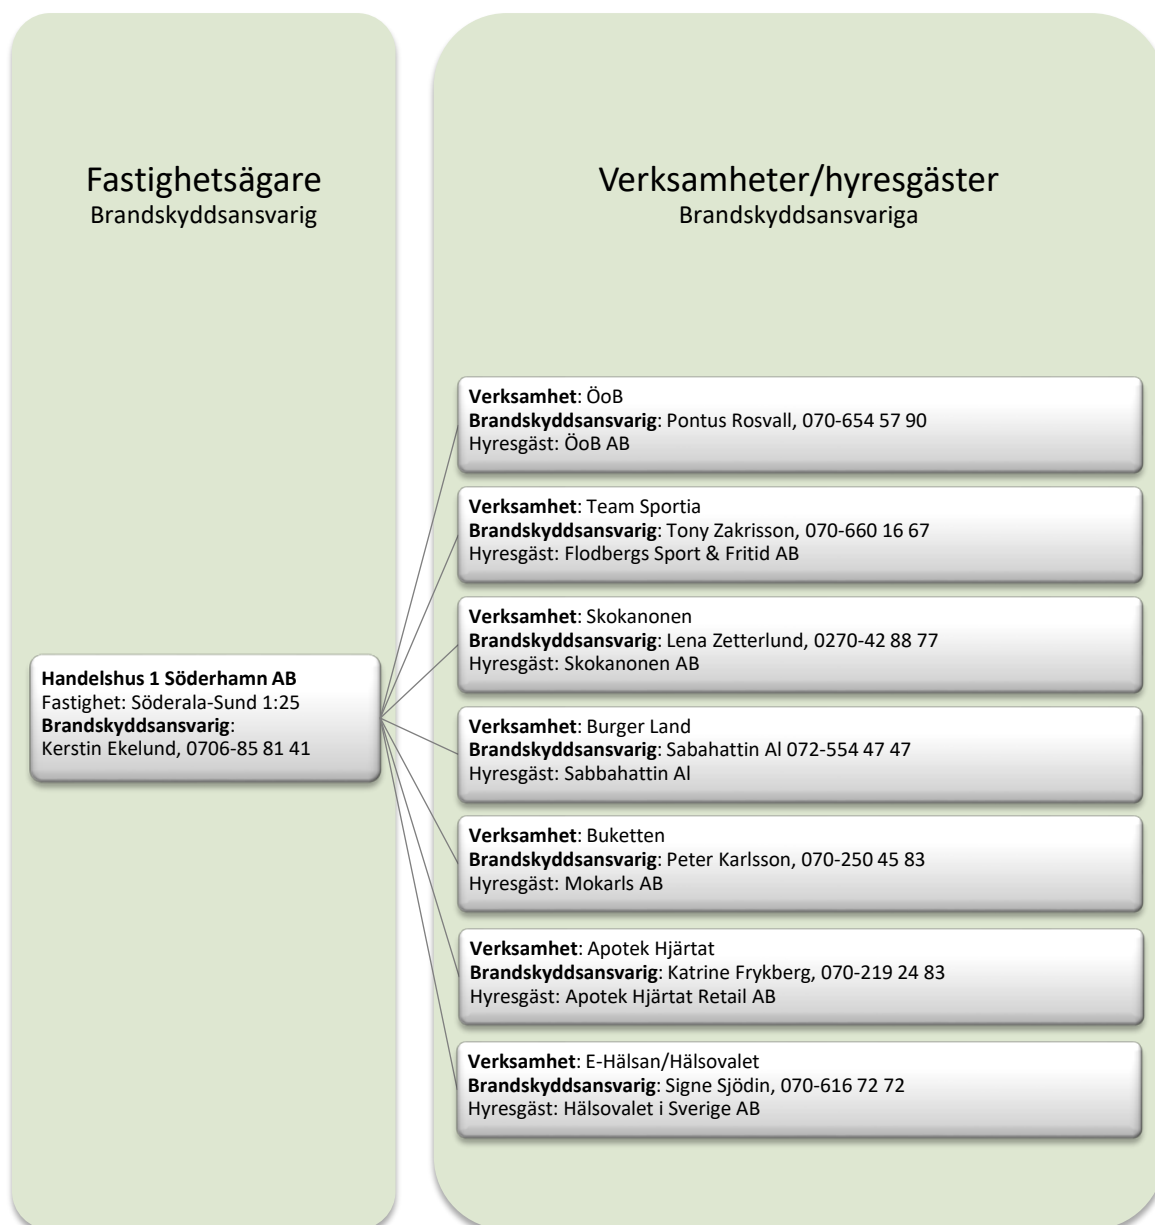 Fastighetsägare
Brandskyddsansvarig
Verksamheter/hyresgäster
Brandskyddsansvariga
Handelshus 1 Söderhamn AB
Fastighet: Söderala-Sund 1:25
Brandskyddsansvarig:
Kerstin Ekelund, 0706-85 81 41
Verksamhet: ÖoB
Brandskyddsansvarig: Pontus Rosvall, 070-654 57 90
Hyresgäst: ÖoB AB
Verksamhet: Team Sportia
Brandskyddsansvarig: Tony Zakrisson, 070-660 16 67
Hyresgäst: Flodbergs Sport & Fritid AB
Verksamhet: Skokanonen
Brandskyddsansvarig: Lena Zetterlund, 0270-42 88 77
Hyresgäst: Skokanonen AB
Verksamhet: Burger Land
Brandskyddsansvarig: Sabahattin Al 072-554 47 47
Hyresgäst: Sabbahattin Al
Verksamhet: Buketten
Brandskyddsansvarig: Peter Karlsson, 070-250 45 83
Hyresgäst: Mokarls AB
Verksamhet: Apotek Hjärtat
Brandskyddsansvarig: Katrine Frykberg, 070-219 24 83
Hyresgäst: Apotek Hjärtat Retail AB
Verksamhet: E-Hälsan/Hälsovalet
Brandskyddsansvarig: Signe Sjödin, 070-616 72 72
Hyresgäst: Hälsovalet i Sverige AB